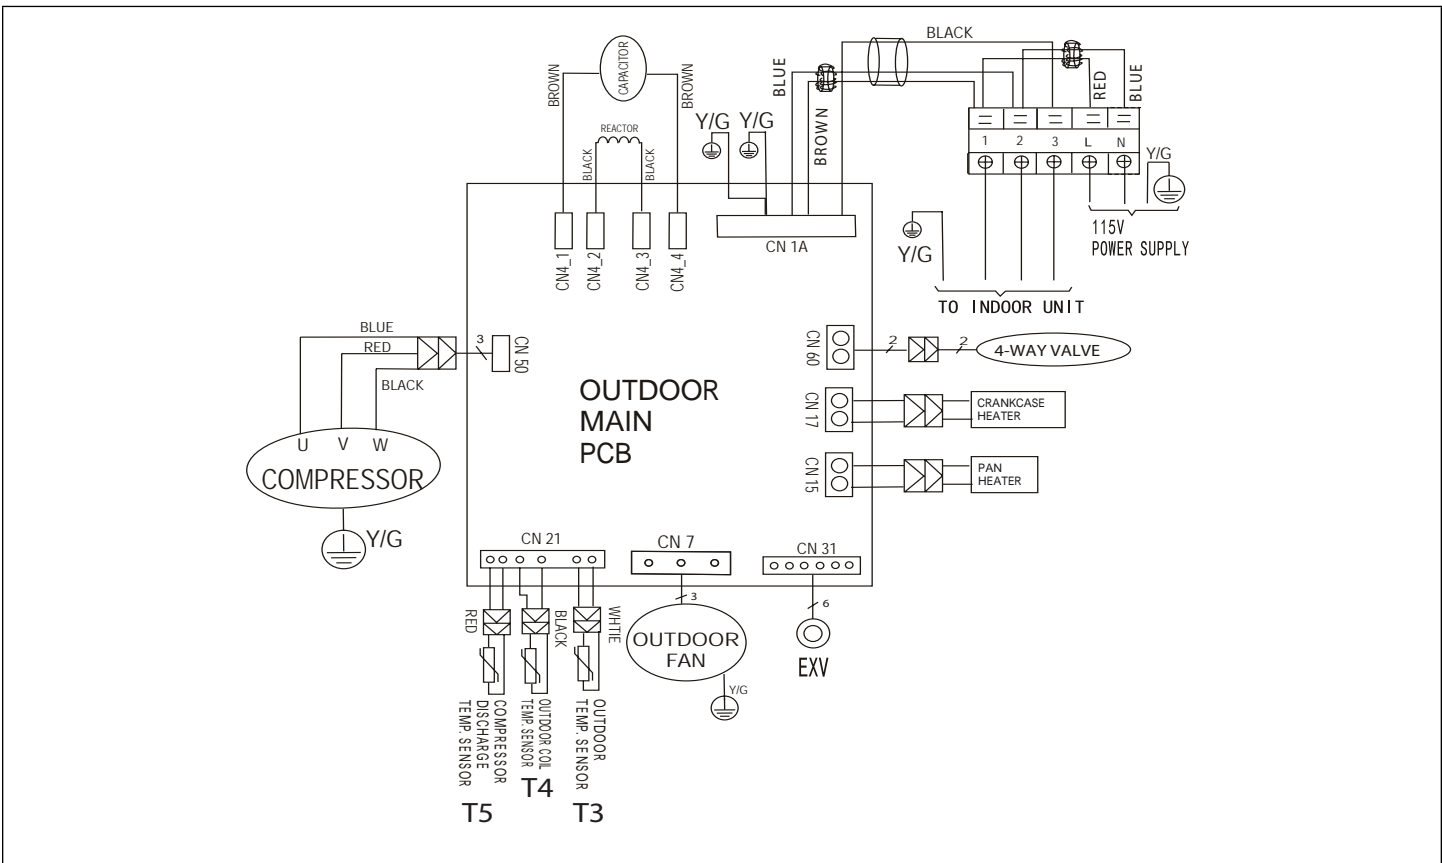 BLACK
CAPACITOR
BROWN
BROWN
REACTOR
BLACK
BLACK
Y/G
Y/G
BLUE
BROWN
RED
BLUE
1 2 3 L N
Y/G
115V
POWER SUPPLY
Y/G
TO INDOOR UNIT
CN4_1
CN4_2
CN4_3
CN4_4
CN 1A
BLUE
RED
BLACK
3
CN 50
U V W
COMPRESSOR
Y/G
OUTDOOR
MAIN
PCB
CN 60
2
2
4-WAY VALVE
CN 17
CRANKCASE
HEATER
CN 15
PAN
HEATER
CN 21
CN 7
CN 31
RED
BLACK
WHTIE
3
OUTDOOR
FAN
Y/G
6
EXV
COMPRESSOR
DISCHARGE
TEMP. SENSOR
T5
OUTDOOR COIL
TEMP. SENSOR
T4
OUTDOOR
TEMP. SENSOR
T3